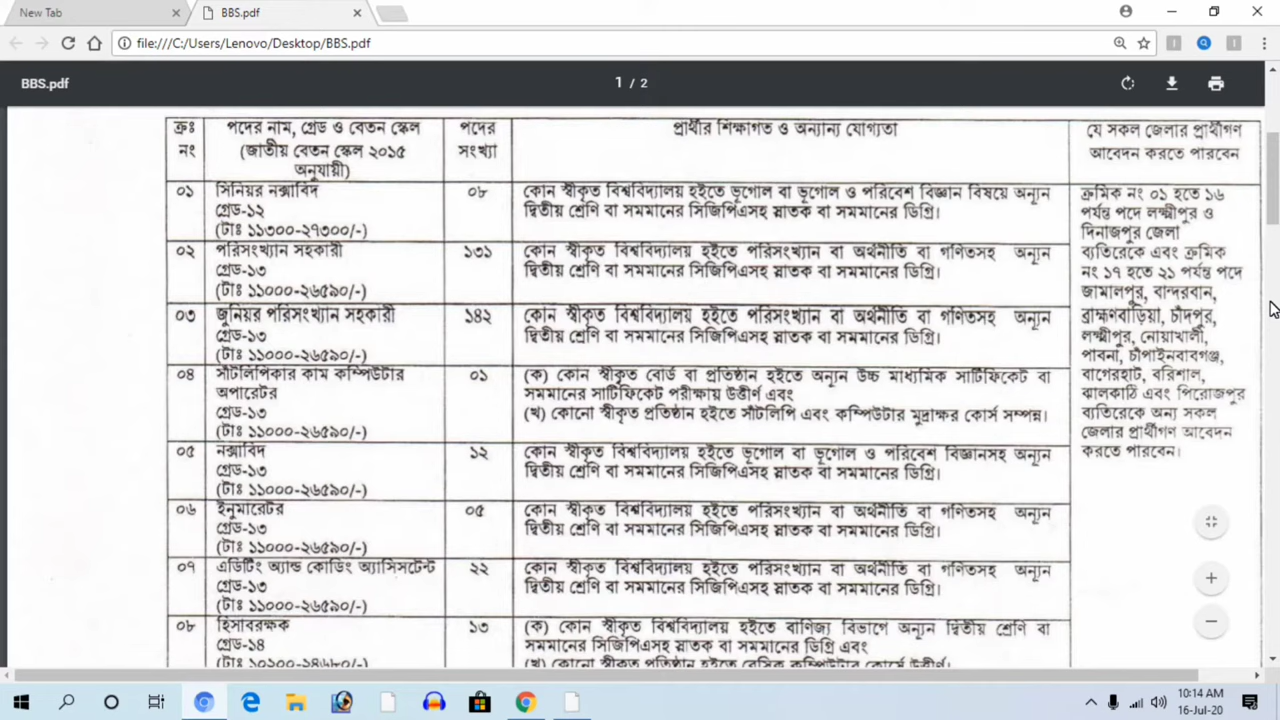 New Tab
BBS.pdf
file:///C:/Users/Lenovo/Desktop/BBS.pdf
BBS.pdf
1 / 2
ক্রঃ নং
পদের নাম, গ্রেড ও বেতন স্কেল
(জাতীয় বেতন স্কেল ২০১৫
অনুযায়ী)
পদের
সংখ্যা
প্রার্থীর শিক্ষাগত ও অন্যান্য যোগ্যতা
যে সকল জেলার প্রার্থীগণ
আবেদন করতে পারবেন
০১
সিনিয়র নক্সাবিদ
গ্রেড-১২
(টাঃ ১১৩০০-২৭৩০০/-)
০৮
কোন স্বীকৃত বিশ্ববিদ্যালয় হইতে ভূগোল বা ভূগোল ও পরিবেশ বিজ্ঞান বিষয়ে অন্যূন
দ্বিতীয় শ্রেণি বা সমমানের সিজিপিএসহ স্নাতক বা সমমানের ডিগ্রি।
ক্রমিক নং ০১ হতে ১৬
পর্যন্ত পদে লক্ষ্মীপুর ও
দিনাজপুর জেলা
ব্যতিরেকে এবং ক্রমিক
নং ১৭ হতে ২১ পর্যন্ত পদে
জামালপুর, বান্দরবান,
ব্রাহ্মণবাড়িয়া, চাঁদপুর,
লক্ষ্মীপুর, নোয়াখালী,
পাবনা, চাঁপাইনবাবগঞ্জ,
বাগেরহাট, বরিশাল,
ঝালকাঠি এবং পিরোজপুর
ব্যতিরেকে অন্য সকল
জেলার প্রার্থীগণ আবেদন
করতে পারবেন।
০২
পরিসংখ্যান সহকারী
গ্রেড-১৩
(টাঃ ১১০০০-২৬৫৯০/-)
১৩১
কোন স্বীকৃত বিশ্ববিদ্যালয় হইতে পরিসংখ্যান বা অর্থনীতি বা গণিতসহ অন্যূন
দ্বিতীয় শ্রেণি বা সমমানের সিজিপিএসহ স্নাতক বা সমমানের ডিগ্রি।
০৩
জুনিয়র পরিসংখ্যান সহকারী
গ্রেড-১৩
(টাঃ ১১০০০-২৬৫৯০/-)
১৪২
কোন স্বীকৃত বিশ্ববিদ্যালয় হইতে পরিসংখ্যান বা অর্থনীতি বা গণিতসহ অন্যূন
দ্বিতীয় শ্রেণি বা সমমানের সিজিপিএসহ স্নাতক বা সমমানের ডিগ্রি।
০৪
সাঁটলিপিকার কাম কম্পিউটার
অপারেটর
গ্রেড-১৩
(টাঃ ১১০০০-২৬৫৯০/-)
০১
(ক) কোন স্বীকৃত বোর্ড বা প্রতিষ্ঠান হইতে অন্যূন উচ্চ মাধ্যমিক সার্টিফিকেট বা
সমমানের সার্টিফিকেট পরীক্ষায় উত্তীর্ণ এবং
(খ) কোনো স্বীকৃত প্রতিষ্ঠান হইতে সাঁটলিপি এবং কম্পিউটার মুদ্রাক্ষর কোর্স সম্পন্ন।
০৫
নক্সাবিদ
গ্রেড-১৩
(টাঃ ১১০০০-২৬৫৯০/-)
১২
কোন স্বীকৃত বিশ্ববিদ্যালয় হইতে ভূগোল বা ভূগোল ও পরিবেশ বিজ্ঞানসহ অন্যূন
দ্বিতীয় শ্রেণি বা সমমানের সিজিপিএসহ স্নাতক বা সমমানের ডিগ্রি।
০৬
ইনুমারেটর
গ্রেড-১৩
(টাঃ ১১০০০-২৬৫৯০/-)
০৫
কোন স্বীকৃত বিশ্ববিদ্যালয় হইতে পরিসংখ্যান বা অর্থনীতি বা গণিতসহ অন্যূন
দ্বিতীয় শ্রেণি বা সমমানের সিজিপিএসহ স্নাতক বা সমমানের ডিগ্রি।
০৭
এডিটিং অ্যান্ড কোডিং অ্যাসিসটেন্ট
গ্রেড-১৩
(টাঃ ১১০০০-২৬৫৯০/-)
২২
কোন স্বীকৃত বিশ্ববিদ্যালয় হইতে পরিসংখ্যান বা অর্থনীতি বা গণিতসহ অন্যূন
দ্বিতীয় শ্রেণি বা সমমানের সিজিপিএসহ স্নাতক বা সমমানের ডিগ্রি।
০৮
হিসাবরক্ষক
গ্রেড-১৪
(টাঃ ১০২০০-২৪৬৮০/-)
১৩
(ক) কোন স্বীকৃত বিশ্ববিদ্যালয় হইতে বাণিজ্য বিভাগে অন্যূন দ্বিতীয় শ্রেণি বা
সমমানের সিজিপিএসহ স্নাতক বা সমমানের ডিগ্রি এবং
(খ) কোনো স্বীকৃত প্রতিষ্ঠান হইতে বেসিক কম্পিউটার কোর্সে উত্তীর্ণ।
10:14 AM
16-Jul-20